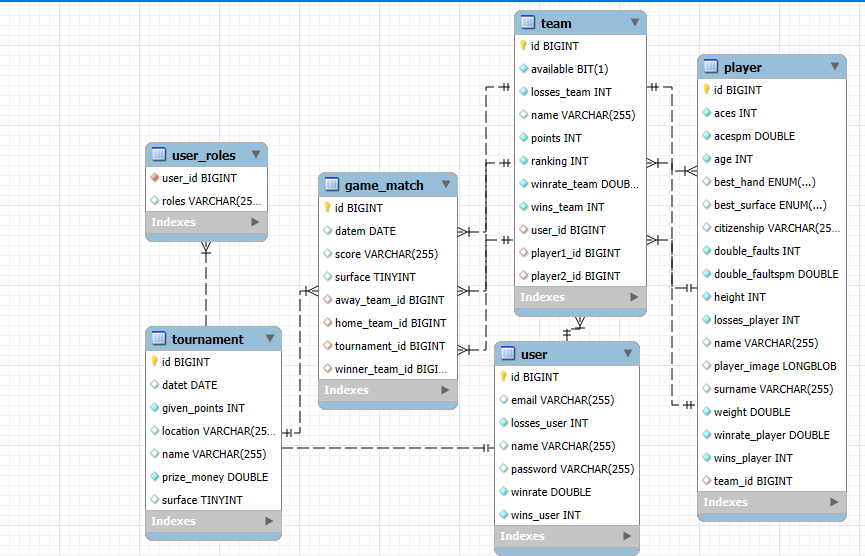 team
id BIGINT
available BIT(1)
losses_team INT
name VARCHAR(255)
points INT
ranking INT
winrate_team DOUB...
wins_team INT
user_id BIGINT
player1_id BIGINT
player2_id BIGINT
Indexes
player
id BIGINT
aces INT
acespm DOUBLE
age INT
best_hand ENUM(...)
best_surface ENUM(...)
citizenship VARCHAR(25...
double_faults INT
double_faultspm DOUBLE
height INT
losses_player INT
name VARCHAR(255)
player_image LONGBLOB
surname VARCHAR(255)
weight DOUBLE
winrate_player DOUBLE
wins_player INT
team_id BIGINT
Indexes
user_roles
user_id BIGINT
roles VARCHAR(25...
Indexes
game_match
id BIGINT
datem DATE
score VARCHAR(255)
surface TINYINT
away_team_id BIGINT
home_team_id BIGINT
tournament_id BIGINT
winner_team_id BIGI...
Indexes
tournament
id BIGINT
datet DATE
given_points INT
location VARCHAR(25...
name VARCHAR(255)
prize_money DOUBLE
surface TINYINT
Indexes
user
id BIGINT
email VARCHAR(255)
losses_user INT
name VARCHAR(255)
password VARCHAR(255)
winrate DOUBLE
wins_user INT
Indexes